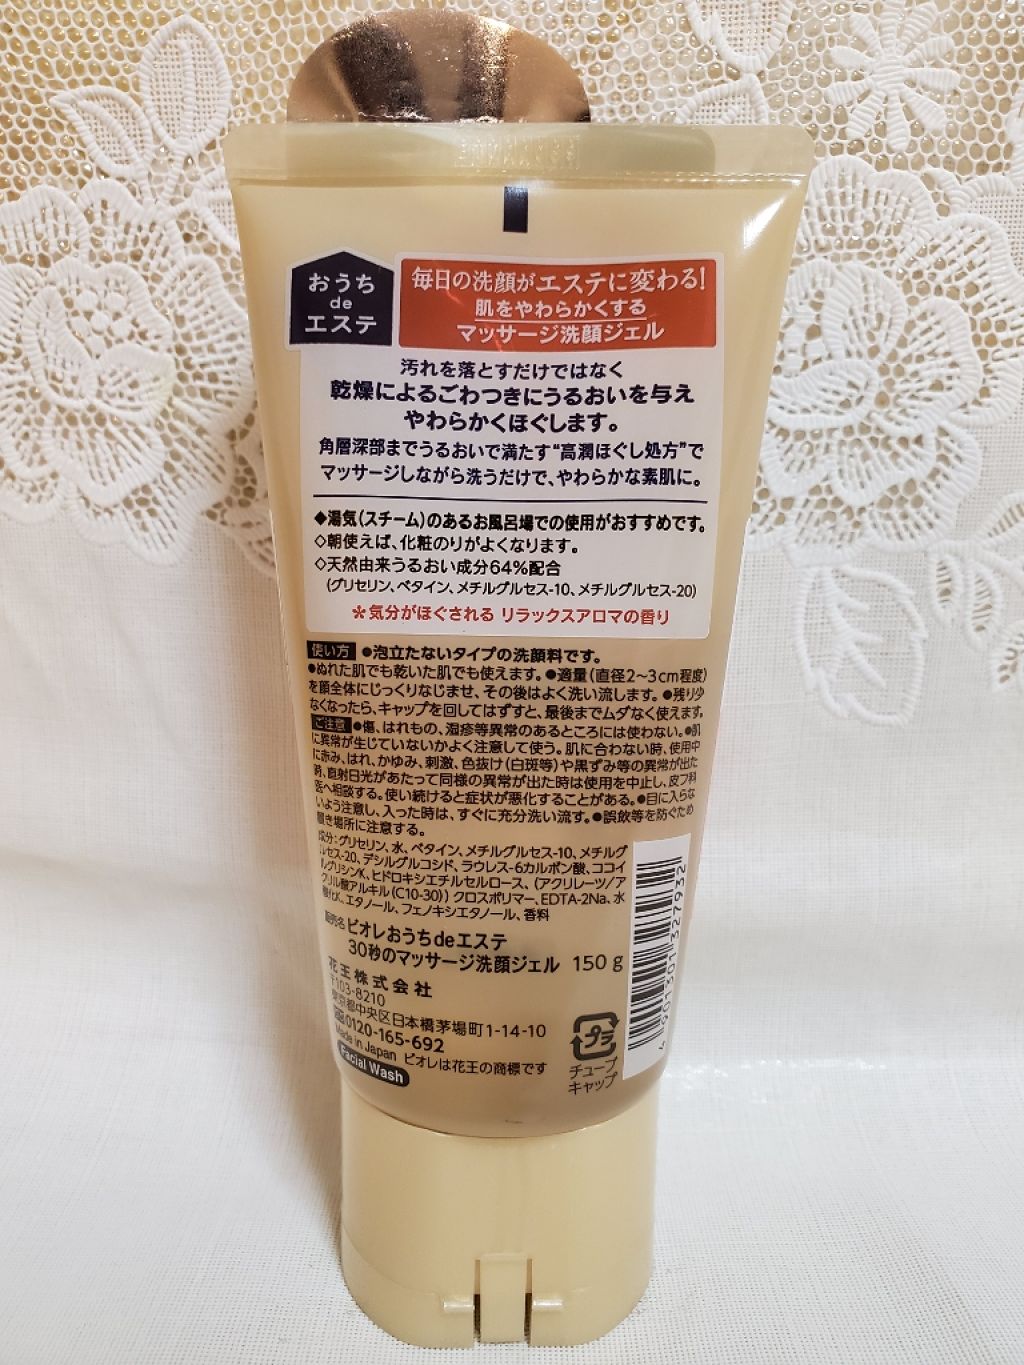 おうち
de
エステ
毎日の洗顔がエステに変わる!
肌をやわらかくする
マッサージ洗顔ジェル
汚れを落とすだけではなく
乾燥によるごわつきにうるおいを与え
やわらかくほぐします。
角層深部までうるおいで満たす“高潤ほぐし処方”で
マッサージしながら洗うだけで、やわらかな素肌に。
◆湯気(スチーム)のあるお風呂場での使用がおすすめです。
◇朝使えば、化粧のりがよくなります。
◇天然由来うるおい成分64%配合
(グリセリン、ベタイン、メチルグルセス-10、メチルグルセス-20)
*気分がほぐされる リラックスアロマの香り
使い方 ●泡立たないタイプの洗顔料です。
●ぬれた肌でも乾いた肌でも使えます。●適量(直径2~3cm程度)
を顔全体にじっくりなじませ、その後はよく洗い流します。●残り少
なくなったら、キャップを回してはずすと、最後までムダなく使えます。
ご注意 ●傷、はれもの、湿疹等異常のあるところには使わない。●肌
に異常が生じていないかよく注意して使う。肌に合わない時、使用中
に赤み、はれ、かゆみ、刺激、色抜け(白斑等)や黒ずみ等の異常が出た
時、直射日光があたって同様の異常が出た時は使用を中止し、皮フ科
医へ相談する。使い続けると症状が悪化することがある。●目に入らな
いよう注意し、入った時は、すぐに充分洗い流す。●誤飲等を防ぐため
置き場所に注意する。
成分:グリセリン、水、ベタイン、メチルグルセス-10、メチルグ
ルセス-20、デシルグルコシド、ラウレス-6カルボン酸、ココイ
ルグリシンK、ヒドロキシエチルセルロース、(アクリレーツ/ア
クリル酸アルキル(C10-30))クロスポリマー、EDTA-2Na、水
酸化K、エタノール、フェノキシエタノール、香料
販売名 ビオレおうちdeエステ
30秒のマッサージ洗顔ジェル 150g
花王株式会社
〒103-8210
東京都中央区日本橋茅場町1-14-10
0120-165-692
Made in Japan ビオレは花王の商標です
Facial Wash
プラ
チューブ
キャップ
4 901301 327932